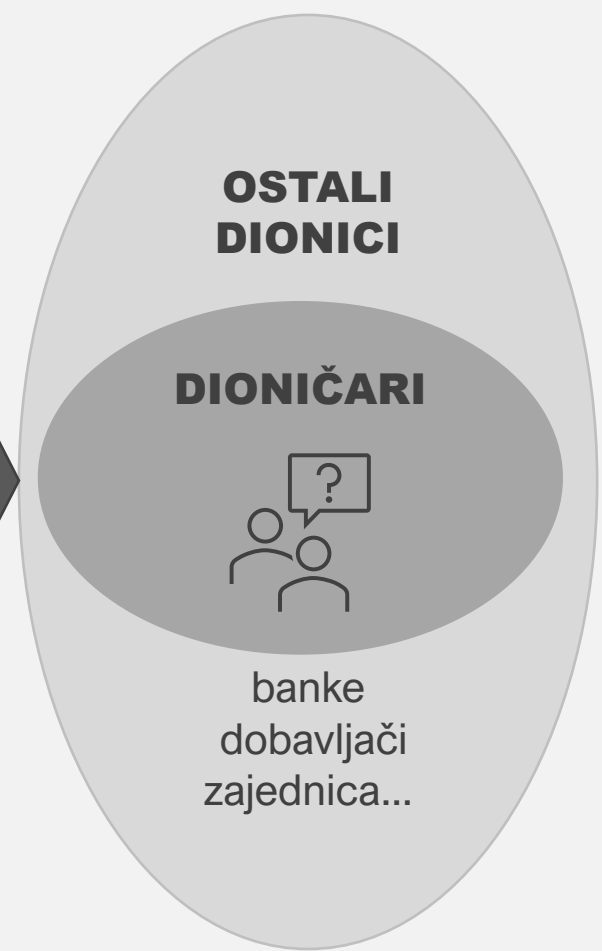 OSTALI
DIONICI
DIONIČARI
?
banke
dobavljači
zajednica...